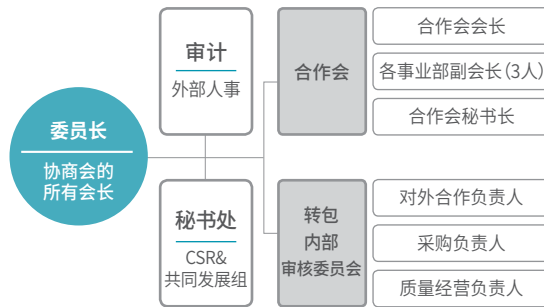 委员长
协商会的
所有会长
审计
外部人事
秘书处
CSR&
共同发展组
合作会
合作会会长
各事业部副会长(3人)
合作会秘书长
转包
内部
审核委员会
对外合作负责人
采购负责人
质量经营负责人